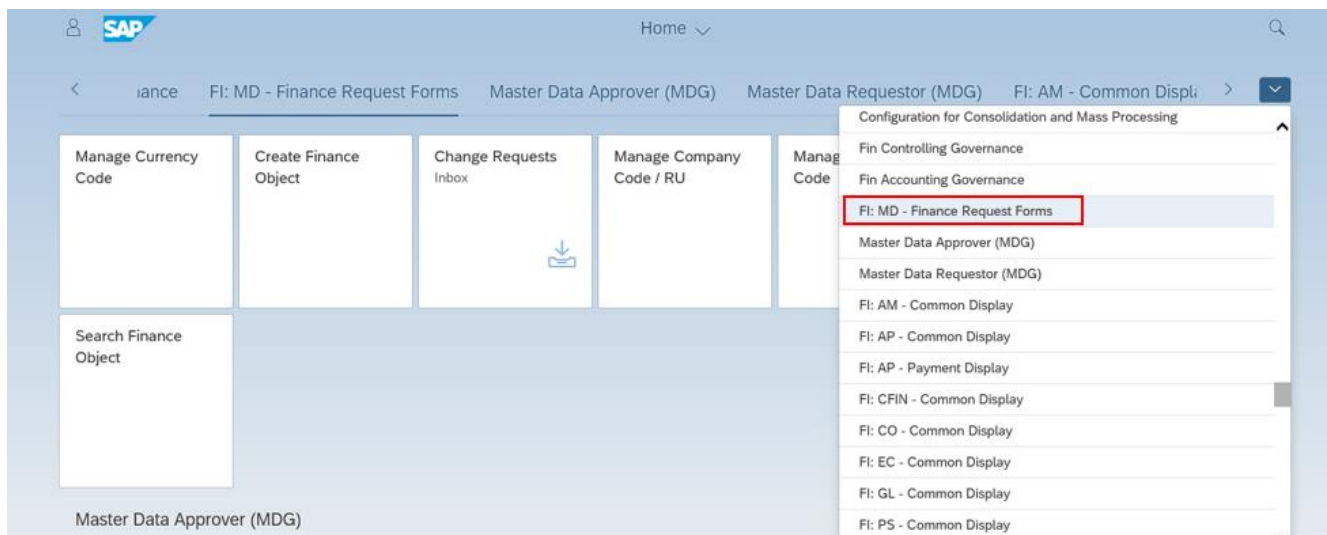 SAP
Home
nance
FI: MD - Finance Request Forms
Master Data Approver (MDG)
Master Data Requestor (MDG)
FI: AM - Common Displ
Manage Currency
Code
Create Finance
Object
Change Requests
Inbox
Manage Company
Code / RU
Manag
Code
Search Finance
Object
Master Data Approver (MDG)
Configuration for Consolidation and Mass Processing
Fin Controlling Governance
Fin Accounting Governance
FI: MD - Finance Request Forms
Master Data Approver (MDG)
Master Data Requestor (MDG)
FI: AM - Common Display
FI: AP - Common Display
FI: AP - Payment Display
FI: CFIN - Common Display
FI: CO - Common Display
FI: EC - Common Display
FI: GL - Common Display
FI: PS - Common Display